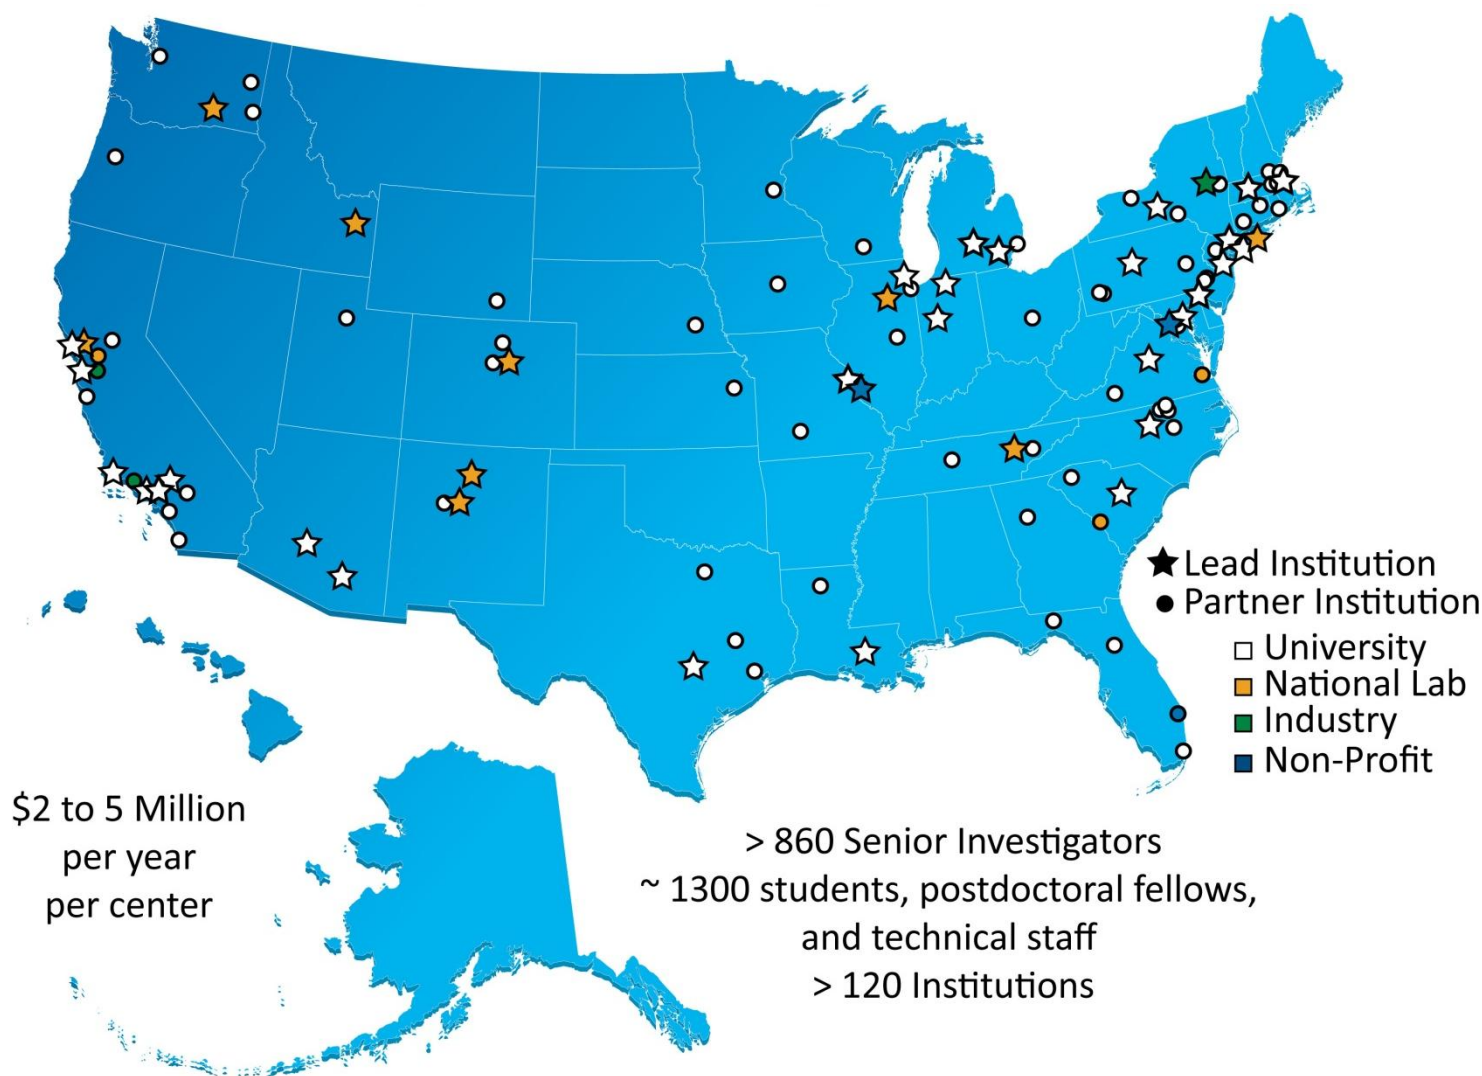 Lead Institution
Partner Institution
University
National Lab
Industry
Non-Profit
$2 to 5 Million
per year
per center
> 860 Senior Investigators
~ 1300 students, postdoctoral fellows,
and technical staff
> 120 Institutions